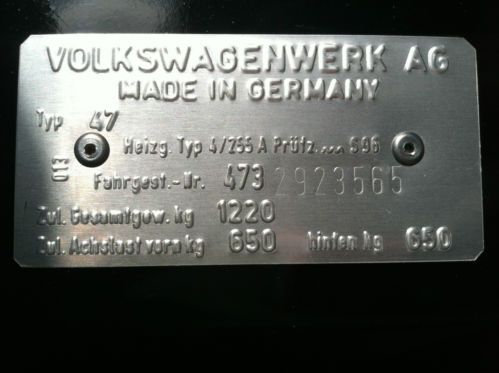 VOLKSWAGENWERK AG
MADE IN GERMANY
Typ 47
Heizg. Typ 4/255 A Prüfz.... S96
013
Fahrgest.-Nr. 473 2923565
Zul. Gesamtgew. kg 1220
Zul. Achslast vorn kg 650 hinten kg 650